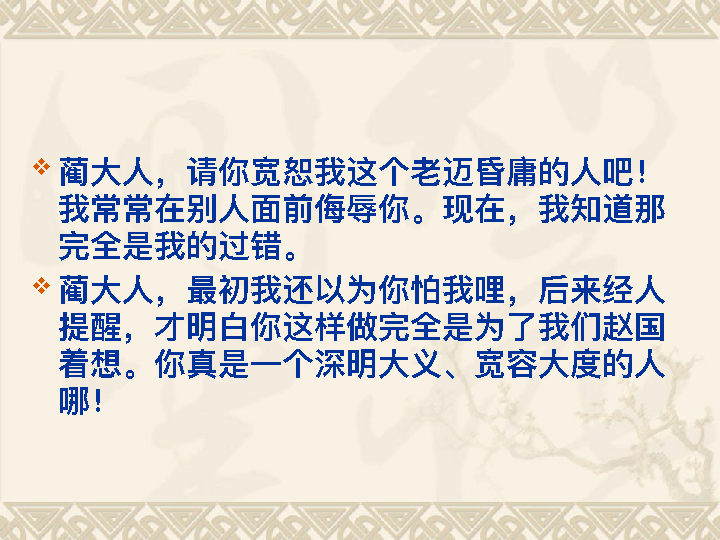 蔺大人，请你宽恕我这个老迈昏庸的人吧！
我常常在别人面前侮辱你。现在，我知道那
完全是我的过错。
蔺大人，最初我还以为你怕我哩，后来经人
提醒，才明白你这样做完全是为了我们赵国
着想。你真是一个深明大义、宽容大度的人
哪！